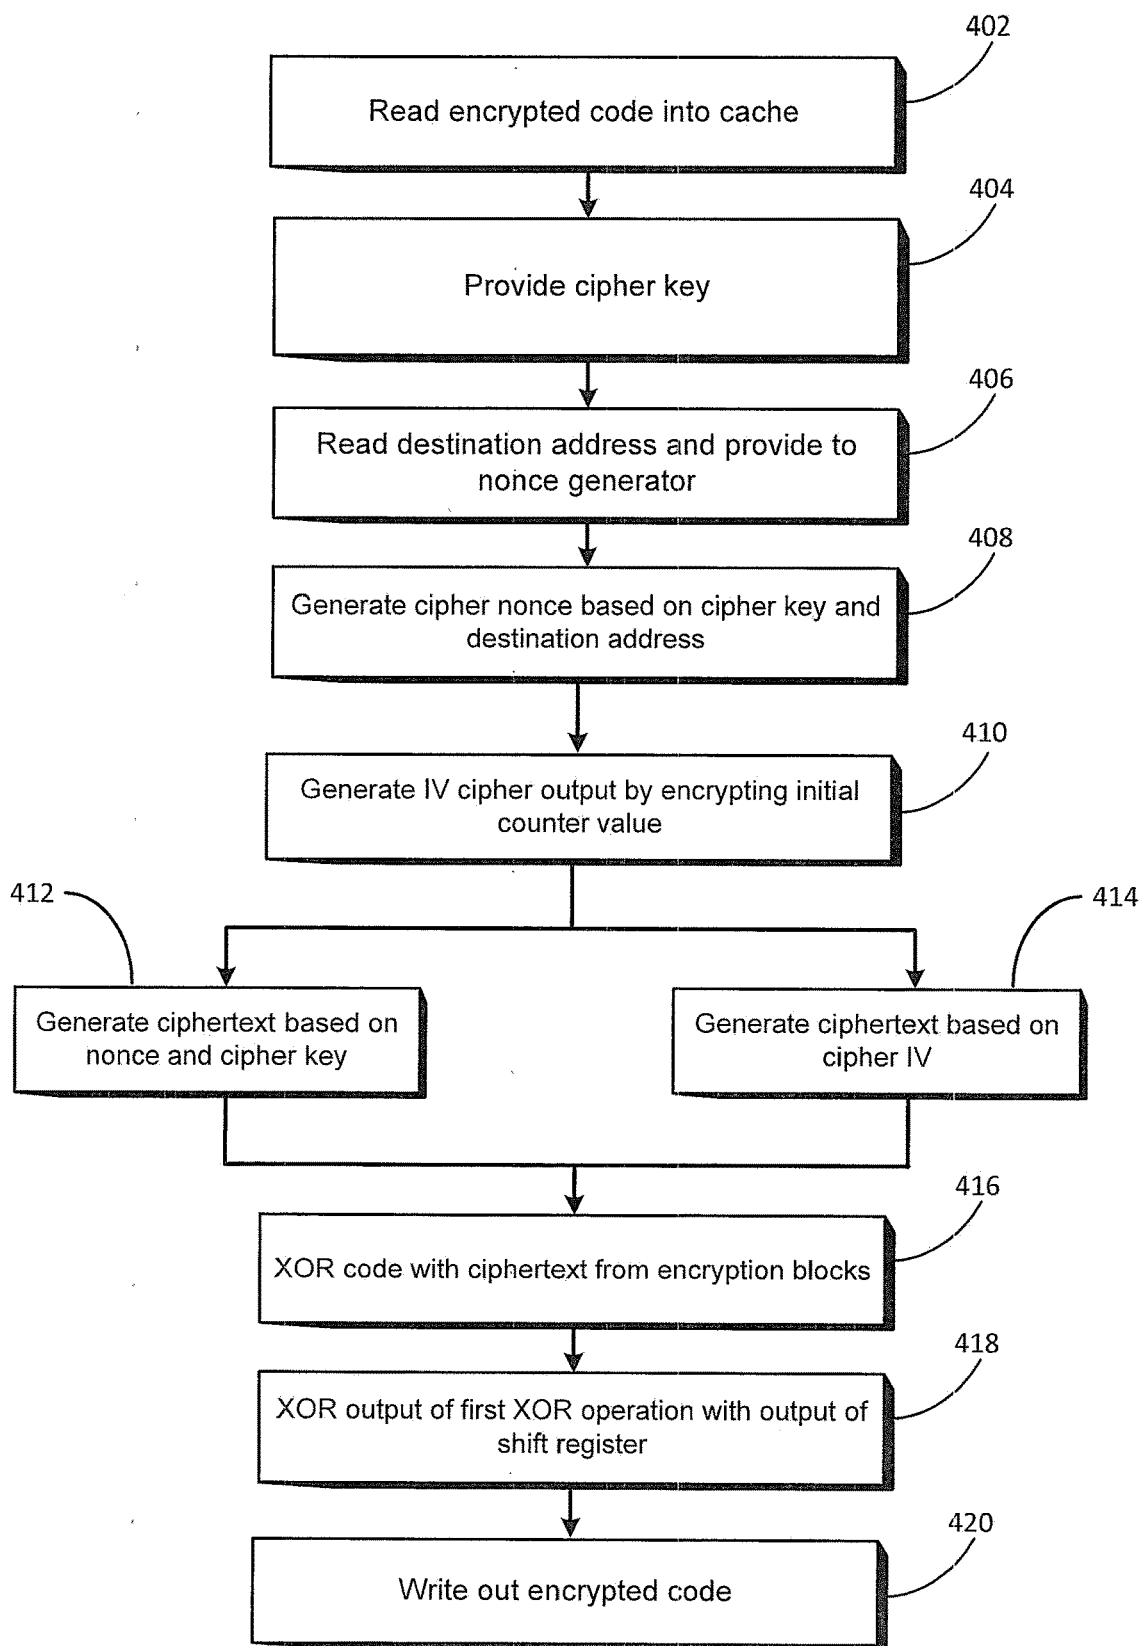 402
Read encrypted code into cache
404
Provide cipher key
406
Read destination address and provide to
nonce generator
408
Generate cipher nonce based on cipher key and
destination address
410
Generate IV cipher output by encrypting initial
counter value
412
414
Generate ciphertext based on
nonce and cipher key
Generate ciphertext based on
cipher IV
416
XOR code with ciphertext from encryption blocks
418
XOR output of first XOR operation with output of
shift register
420
Write out encrypted code